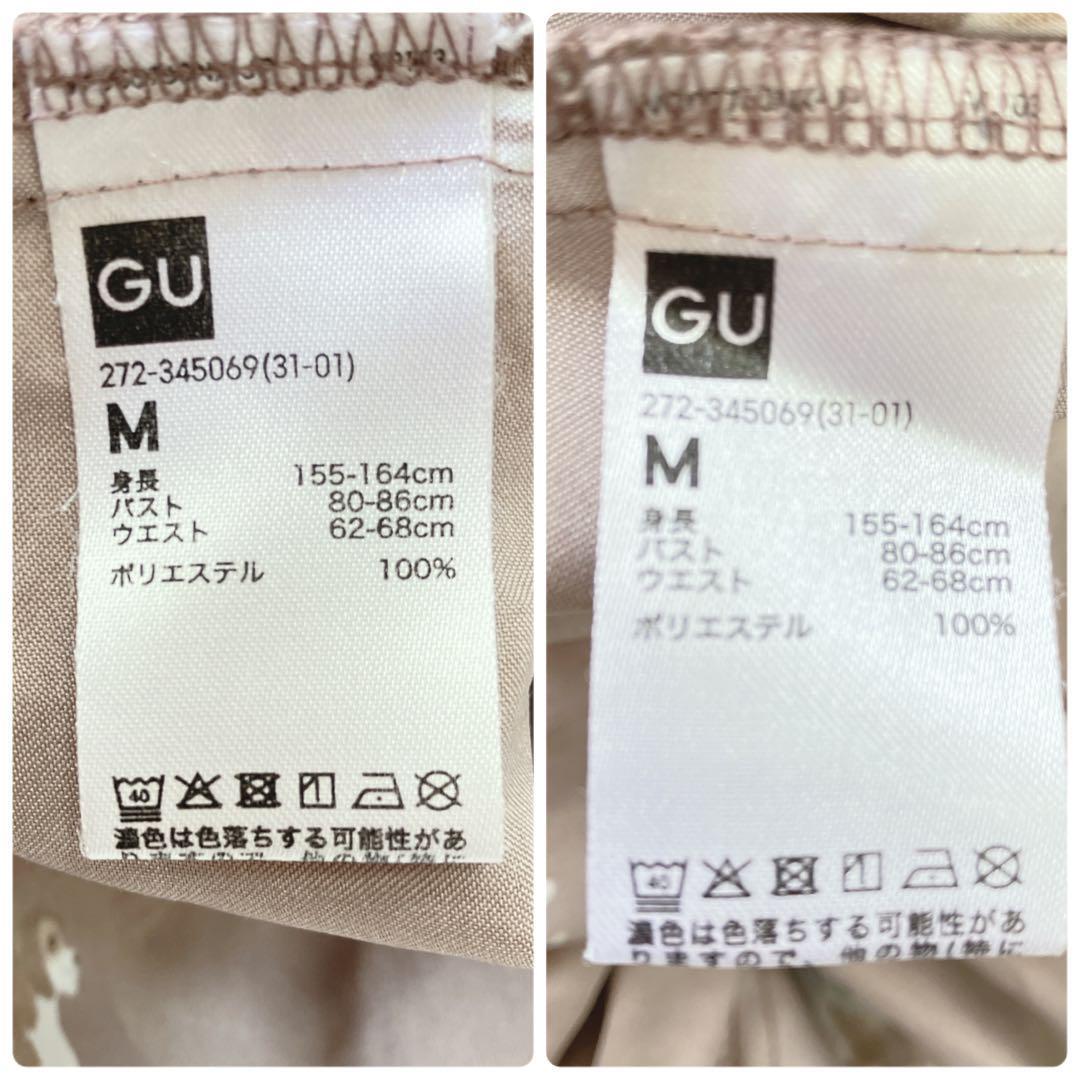 GU
272-345069(31-01)
M
身長 155-164cm
バスト 80-86cm
ウエスト 62-68cm
ポリエステル 100%
40
濃色は色落ちする可能性があ
GU
272-345069(31-01)
M
身長 155-164cm
バスト 80-86cm
ウエスト 62-68cm
ポリエステル 100%
40
濃色は色落ちする可能性があ
りますので、他の物(特に